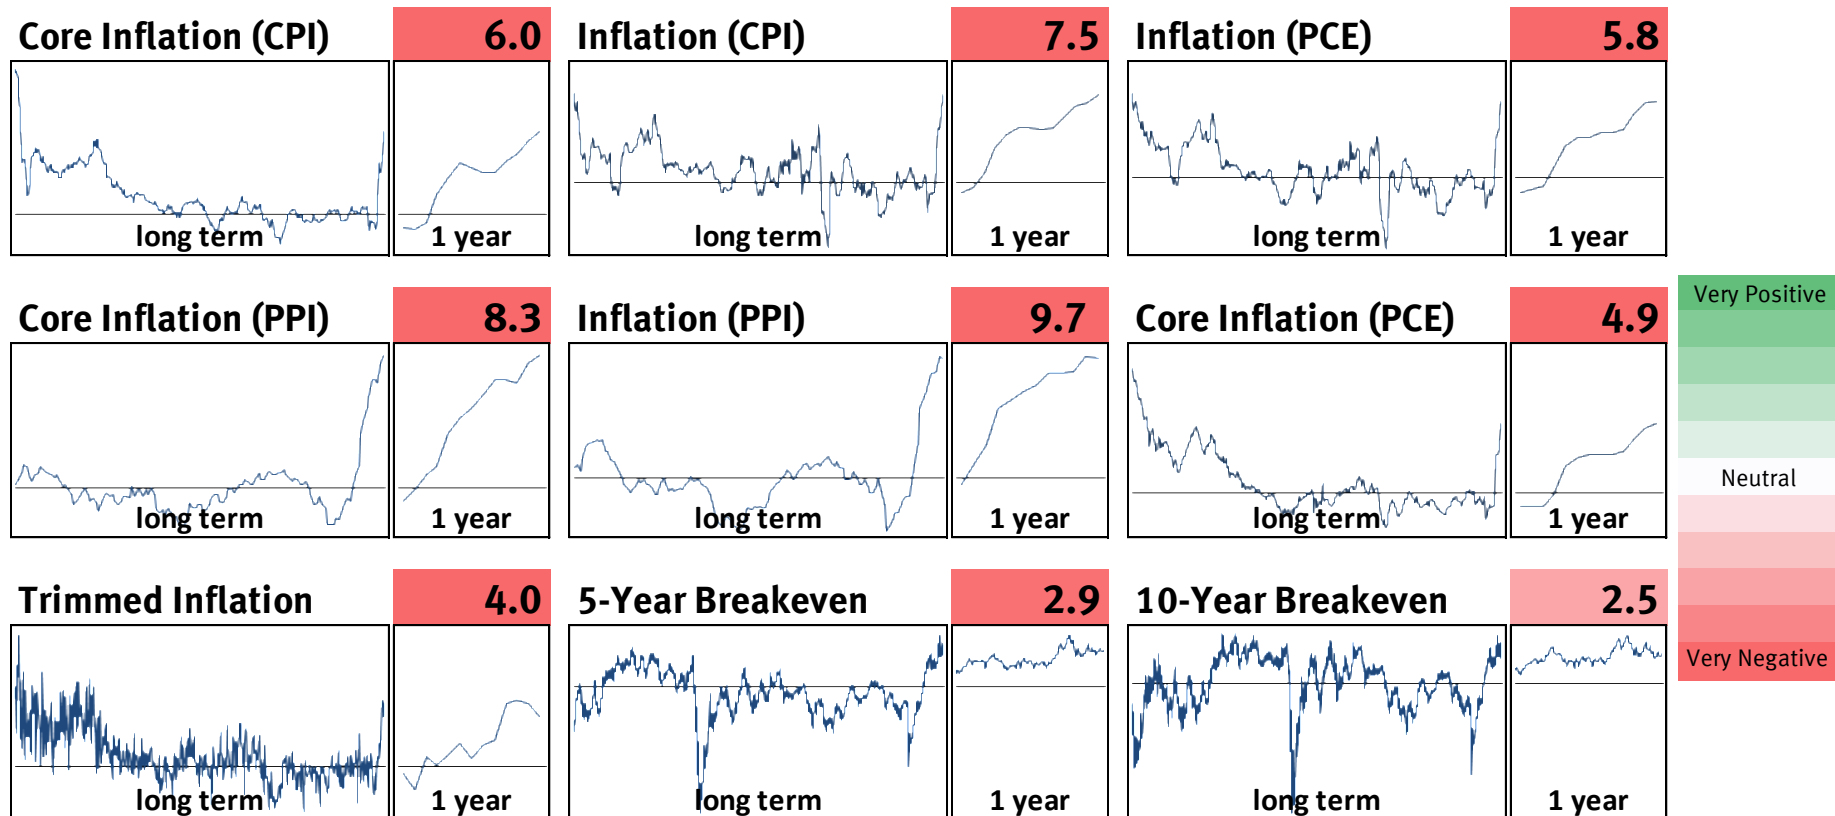 Core Inflation (CPI) 6.0 Inflation (CPI) 7.5 Inflation (PCE) 5.8
long term 1 year long term 1 year long term 1 year
Core Inflation (PPI) 8.3 Inflation (PPI) 9.7 Core Inflation (PCE) 4.9
long term 1 year long term 1 year long term 1 year
Trimmed Inflation 4.0 5-Year Breakeven 2.9 10-Year Breakeven 2.5
long term 1 year long term 1 year long term 1 year
Very Positive
Neutral
Very Negative